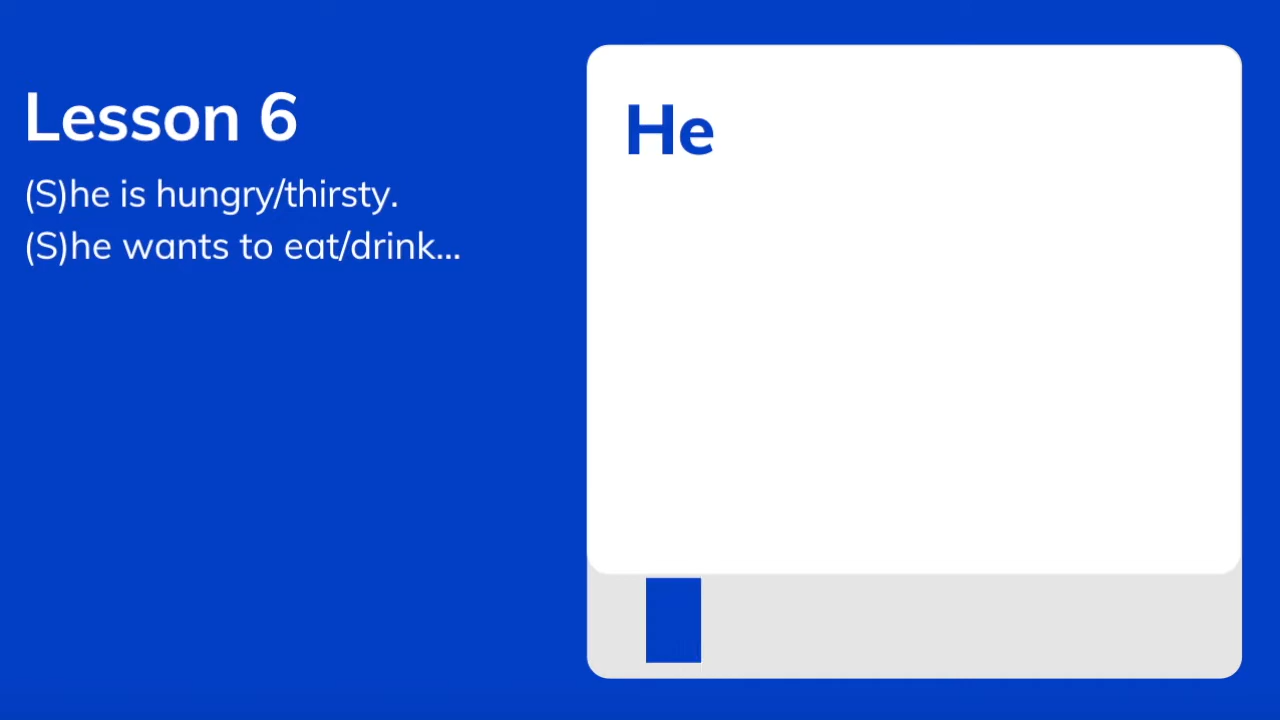 Lesson 6
(S)he is hungry/thirsty.
(S)he wants to eat/drink...
He